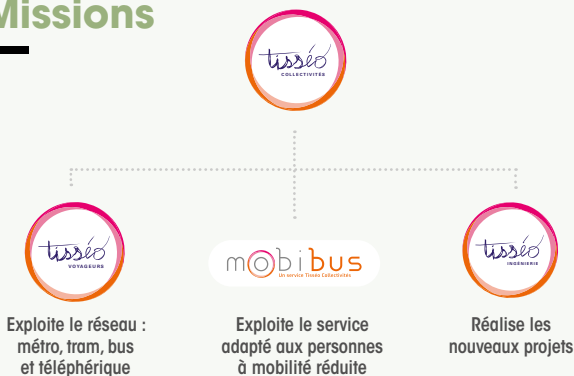 Missions
tisséo
COLLECTIVITÉS
tisséo
VOYAGEURS
Exploite le réseau :
métro, tram, bus
et téléphérique
mobibus
Un service Tisséo Collectivités
Exploite le service
adapté aux personnes
à mobilité réduite
tisséo
INGÉNIERIE
Réalise les
nouveaux projets